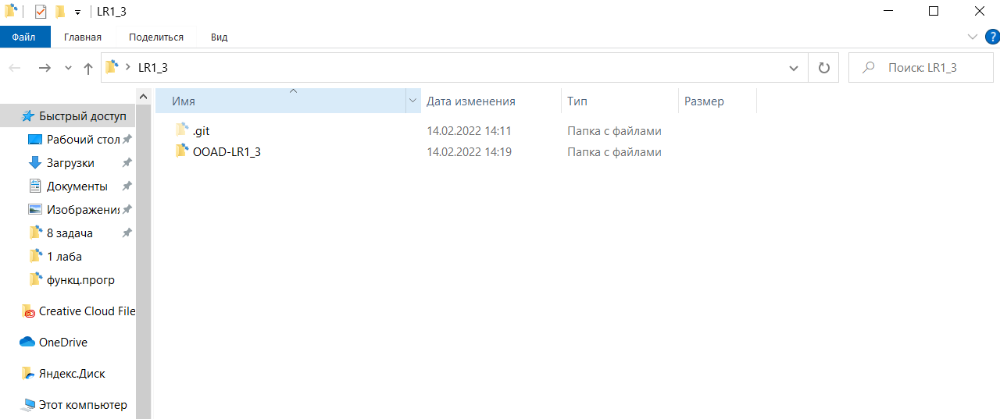 LR1_3
Файл Главная Поделиться Вид
LR1_3 Поиск: LR1_3
Имя Дата изменения Тип Размер
.git 14.02.2022 14:11 Папка с файлами
OOAD-LR1_3 14.02.2022 14:19 Папка с файлами
Быстрый доступ
Рабочий стол
Загрузки
Документы
Изображения
8 задача
1 лаба
функц.прогр
Creative Cloud File
OneDrive
Яндекс.Диск
Этот компьютер